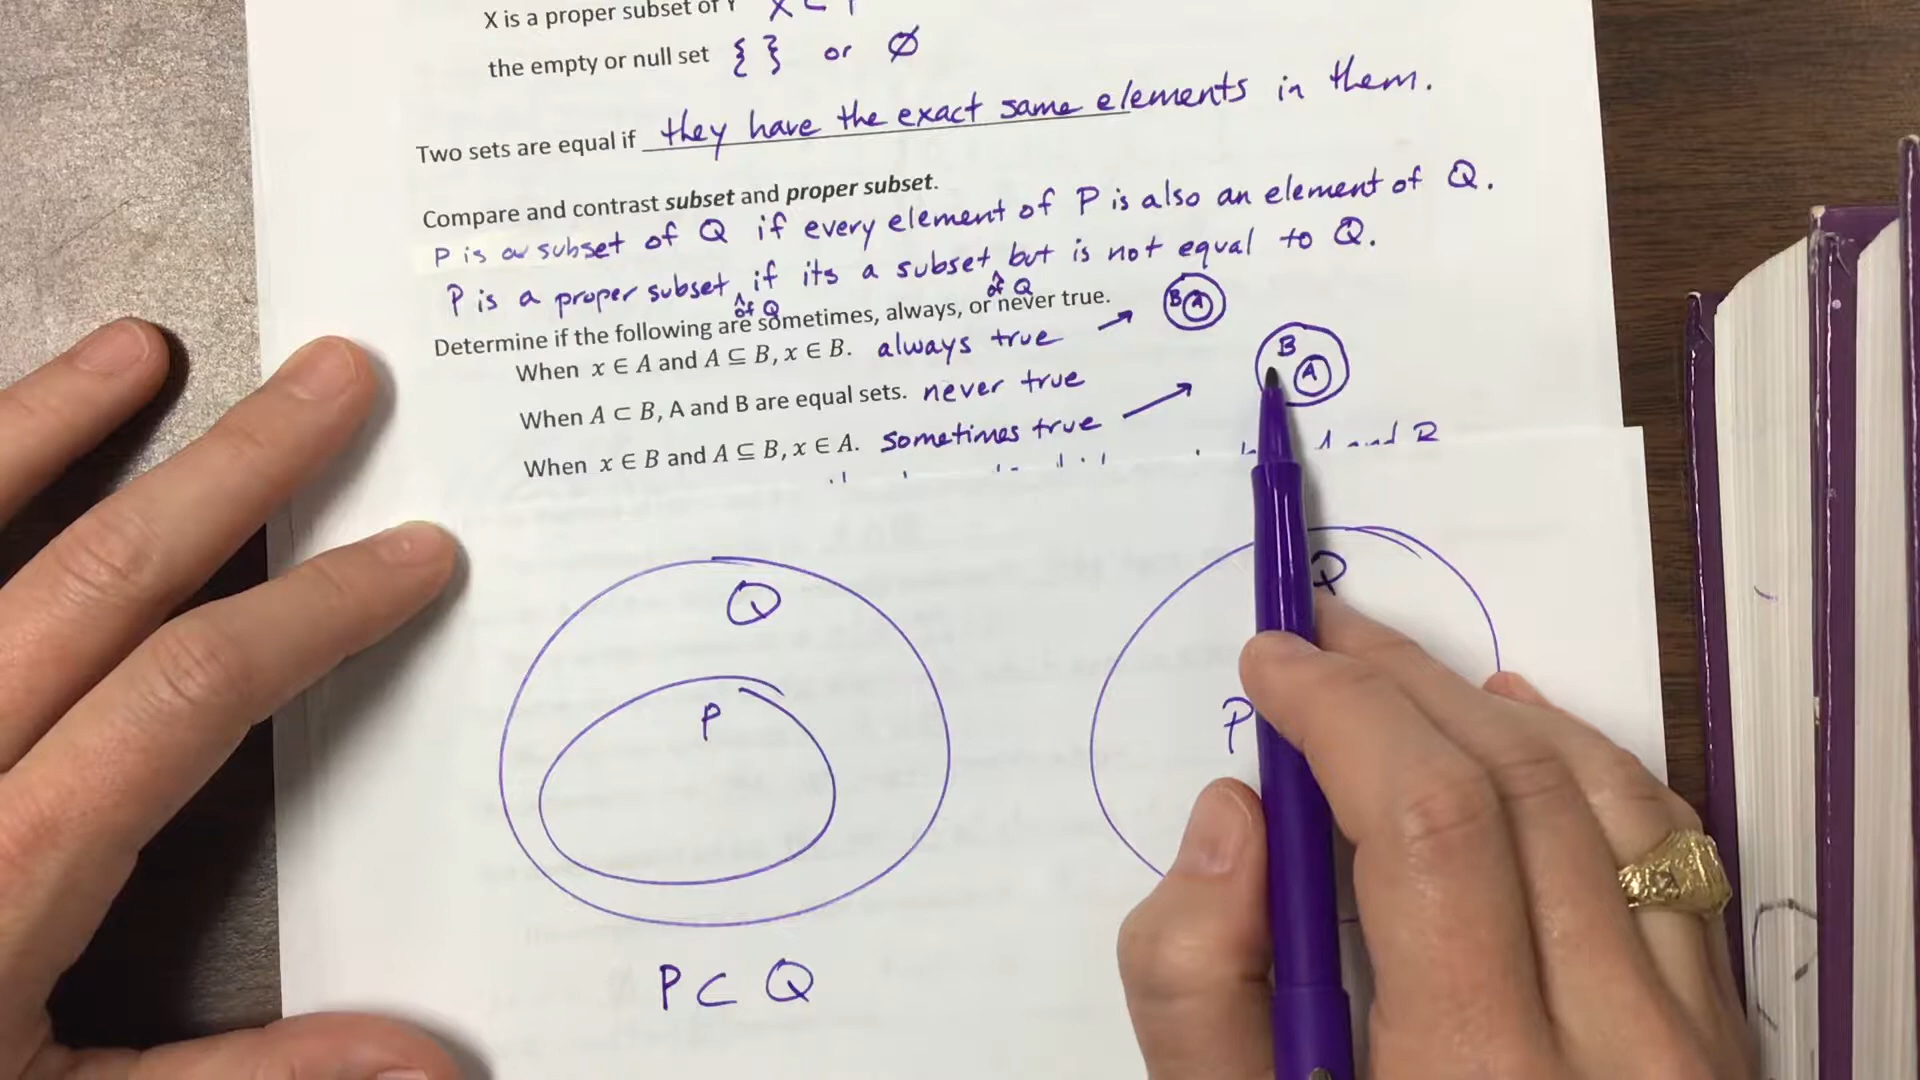 X is a proper subset of Y X ⊂ Y
the empty or null set { } or ∅
Two sets are equal if they have the exact same elements in them.
Compare and contrast subset and proper subset.
P is a subset of Q if every element of P is also an element of Q.
P is a proper subset ^ if its a subset ^ but is not equal to Q.
of Q of Q
Determine if the following are sometimes, always, or never true.
B A
When x ∈ A and A ⊆ B, x ∈ B. always true
B A
When A ⊂ B, A and B are equal sets. never true
When x ∈ B and A ⊆ B, x ∈ A. sometimes true
Q
P
P ⊂ Q
Q
P